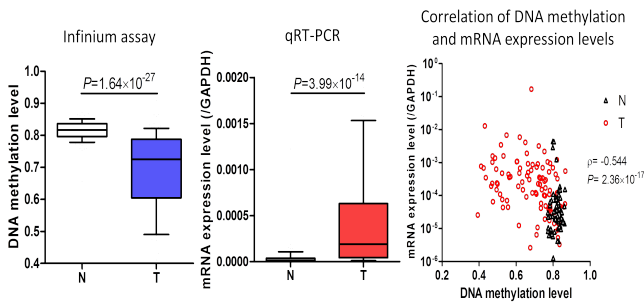 Infinium assay
P=1.64×10-27
DNA methylation level
1.0
0.9
0.8
0.7
0.6
0.5
0.4
N
T
qRT-PCR
P=3.99×10-14
mRNA expression level (/GAPDH)
0.0020
0.0015
0.0010
0.0005
0.0000
N
T
Correlation of DNA methylation
and mRNA expression levels
mRNA expression level (/GAPDH)
10^0
10^-1
10^-2
10^-3
10^-4
10^-5
10^-6
0.2
0.4
0.6
0.8
1.0
DNA methylation level
N
T
ρ= -0.544
P= 2.36×10-17